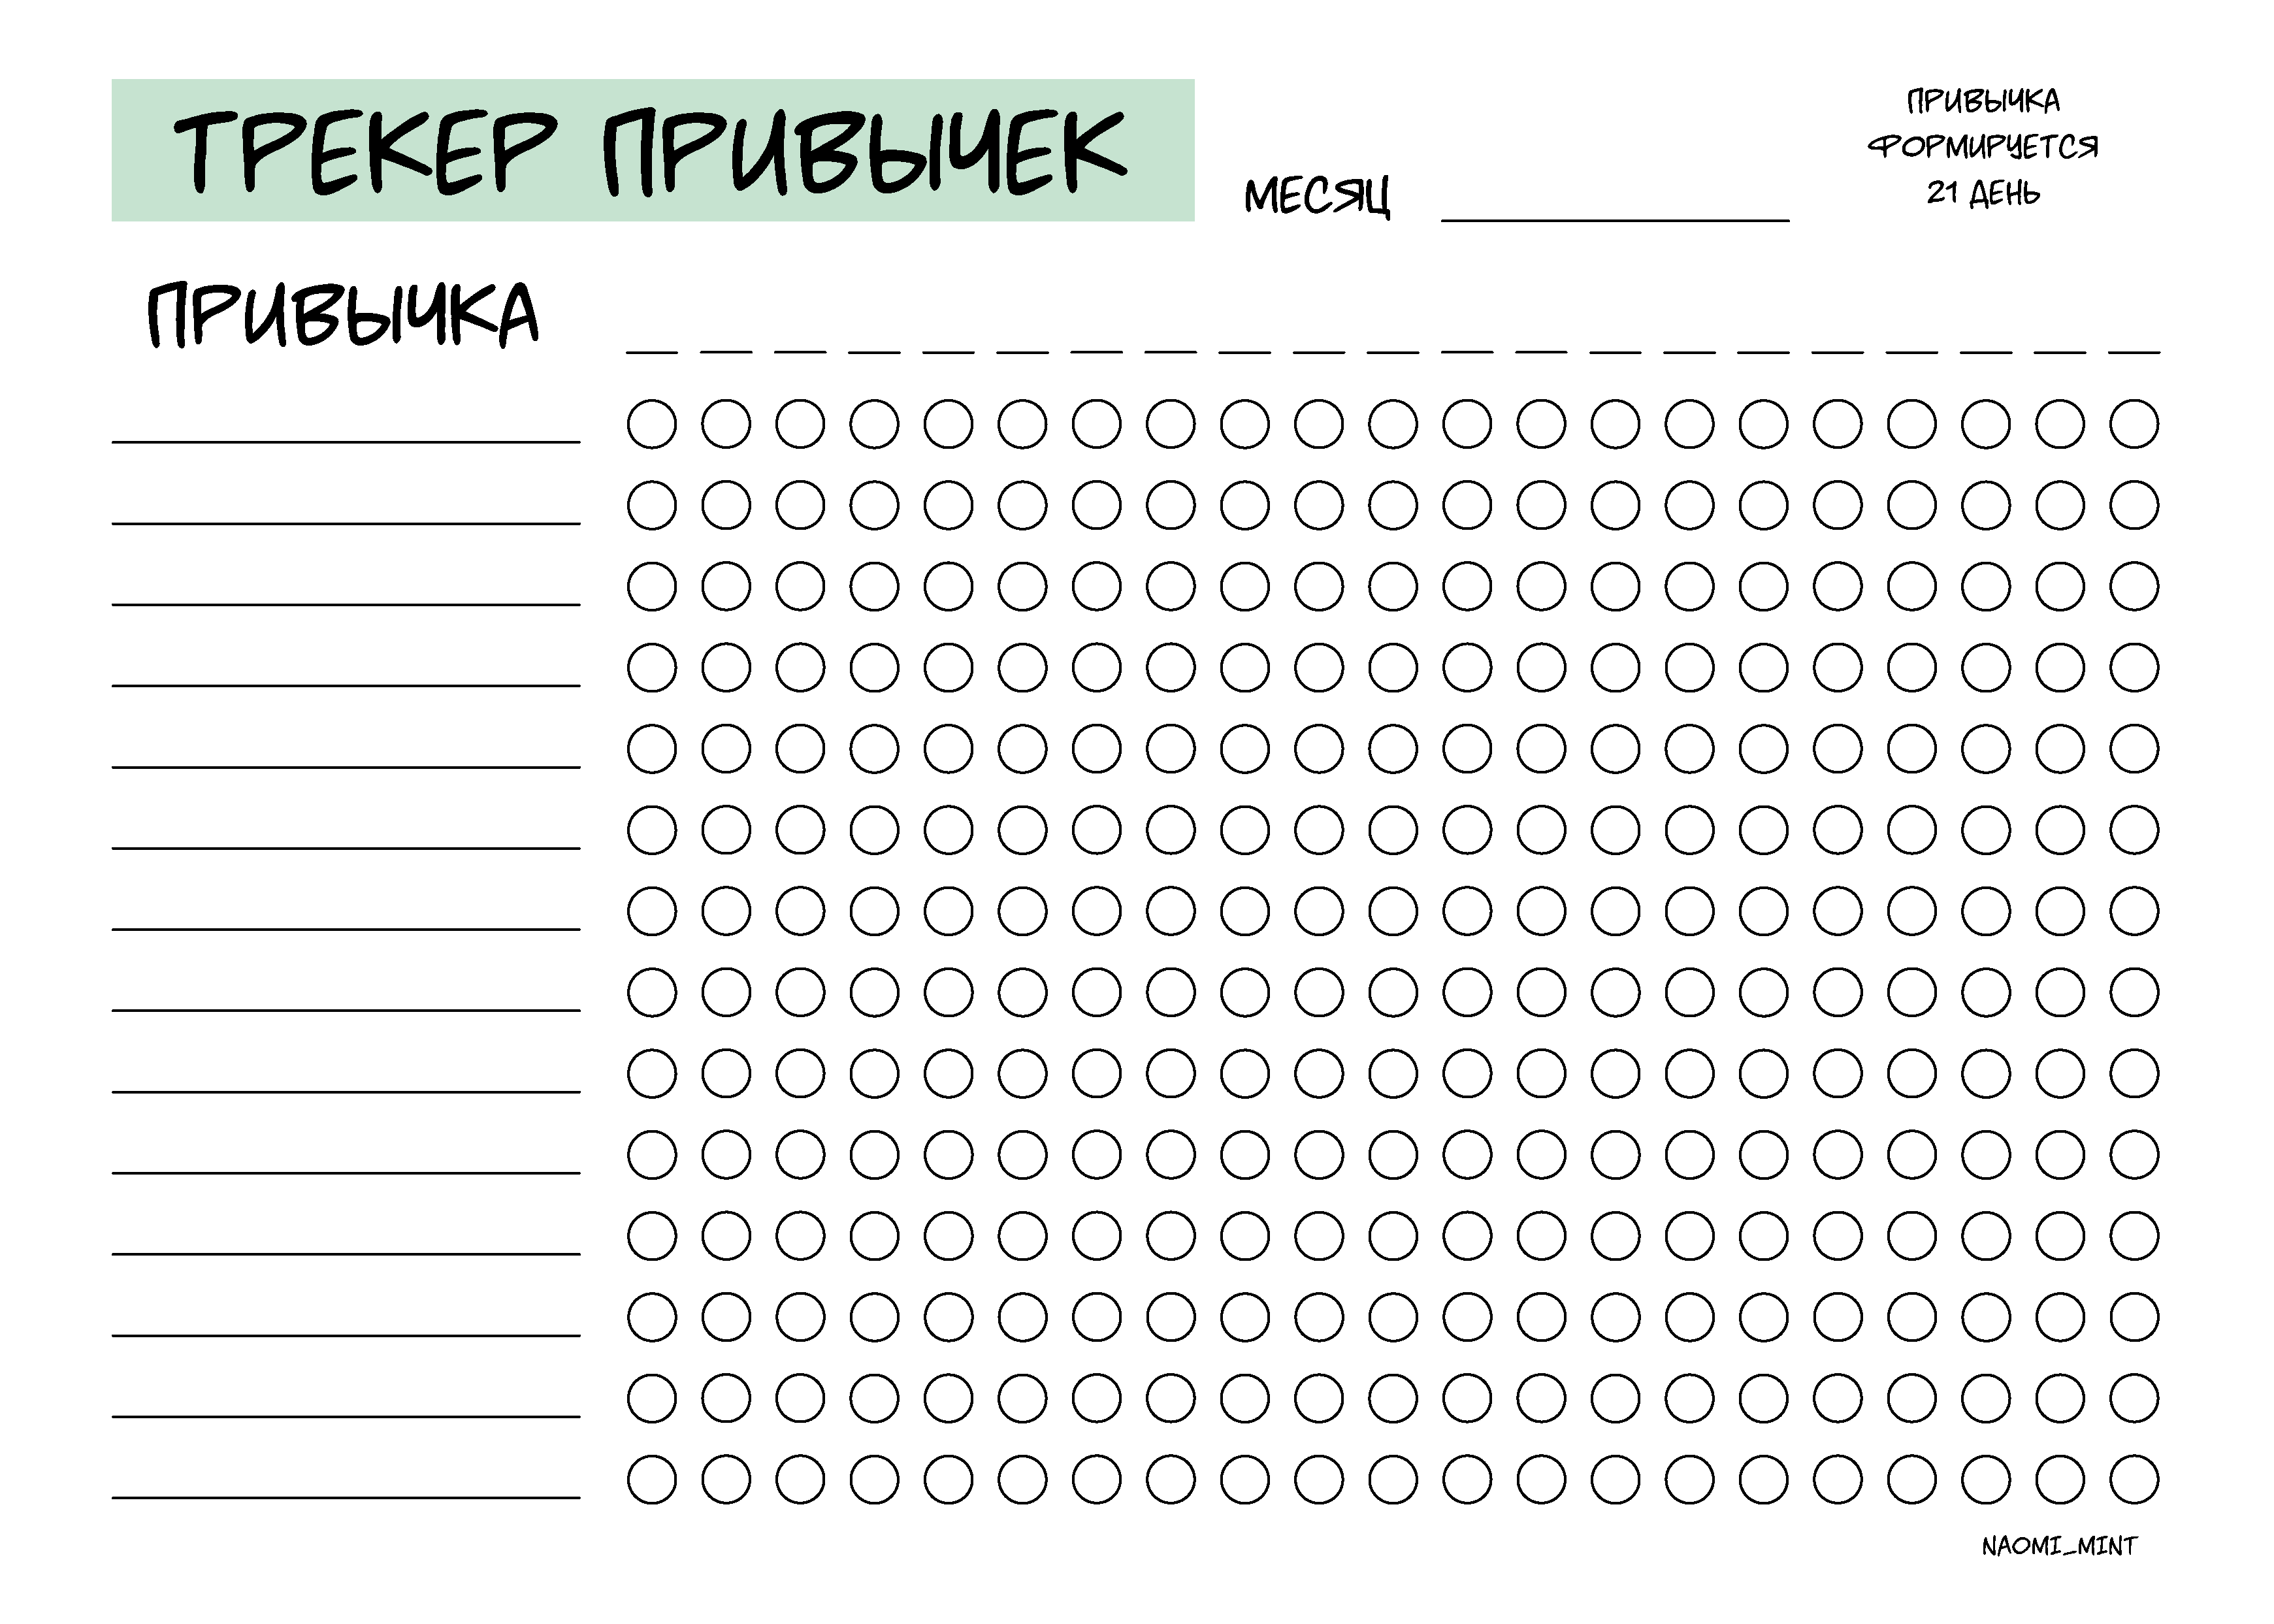 ТРЕКЕР ПРИВЫЧЕК
МЕСЯЦ
ПРИВЫЧКА
ФОРМИРУЕТСЯ
21 ДЕНЬ
ПРИВЫЧКА
NAOMI_MINT